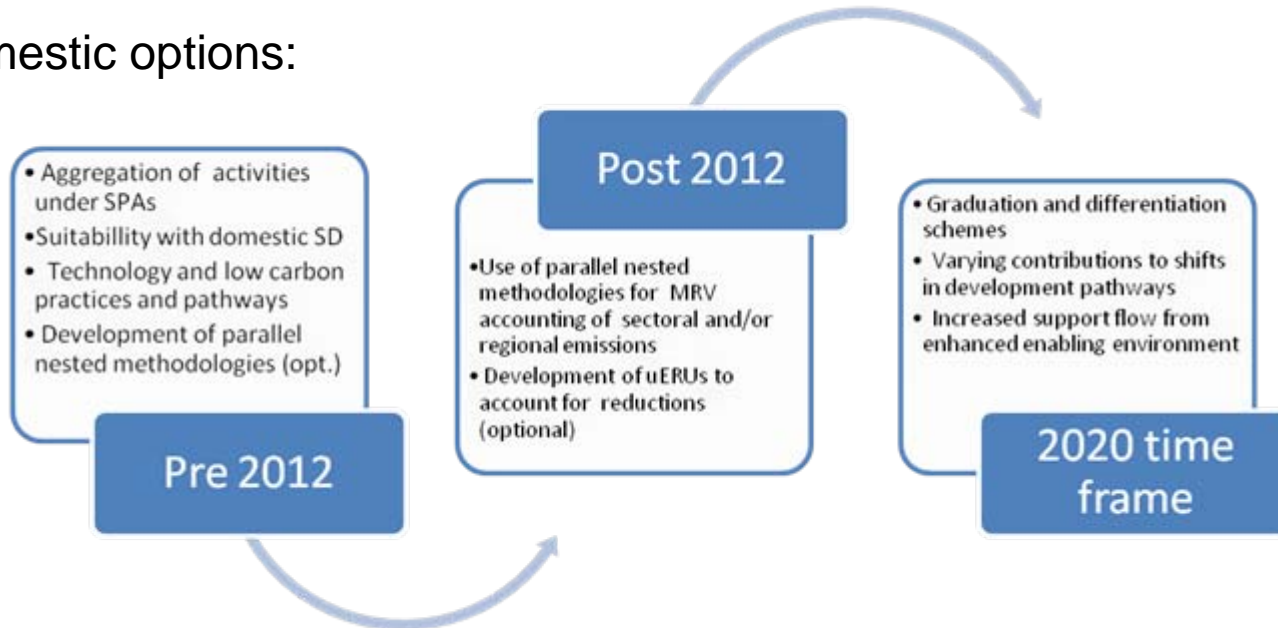 mestic options:
• Aggregation of activities
under SPAs
•Suitabillity with domestic SD
• Technology and low carbon
practices and pathways
• Development of parallel
nested methodologies (opt.)
Pre 2012
Post 2012
•Use of parallel nested
methodologies for MRV
accounting of sectoral and/or
regional emissions
• Development of uERUs to
account for reductions
(optional)
• Graduation and differentiation
schemes
• Varying contributions to shifts
in development pathways
• Increased support flow from
enhanced enabling environment
2020 time
frame